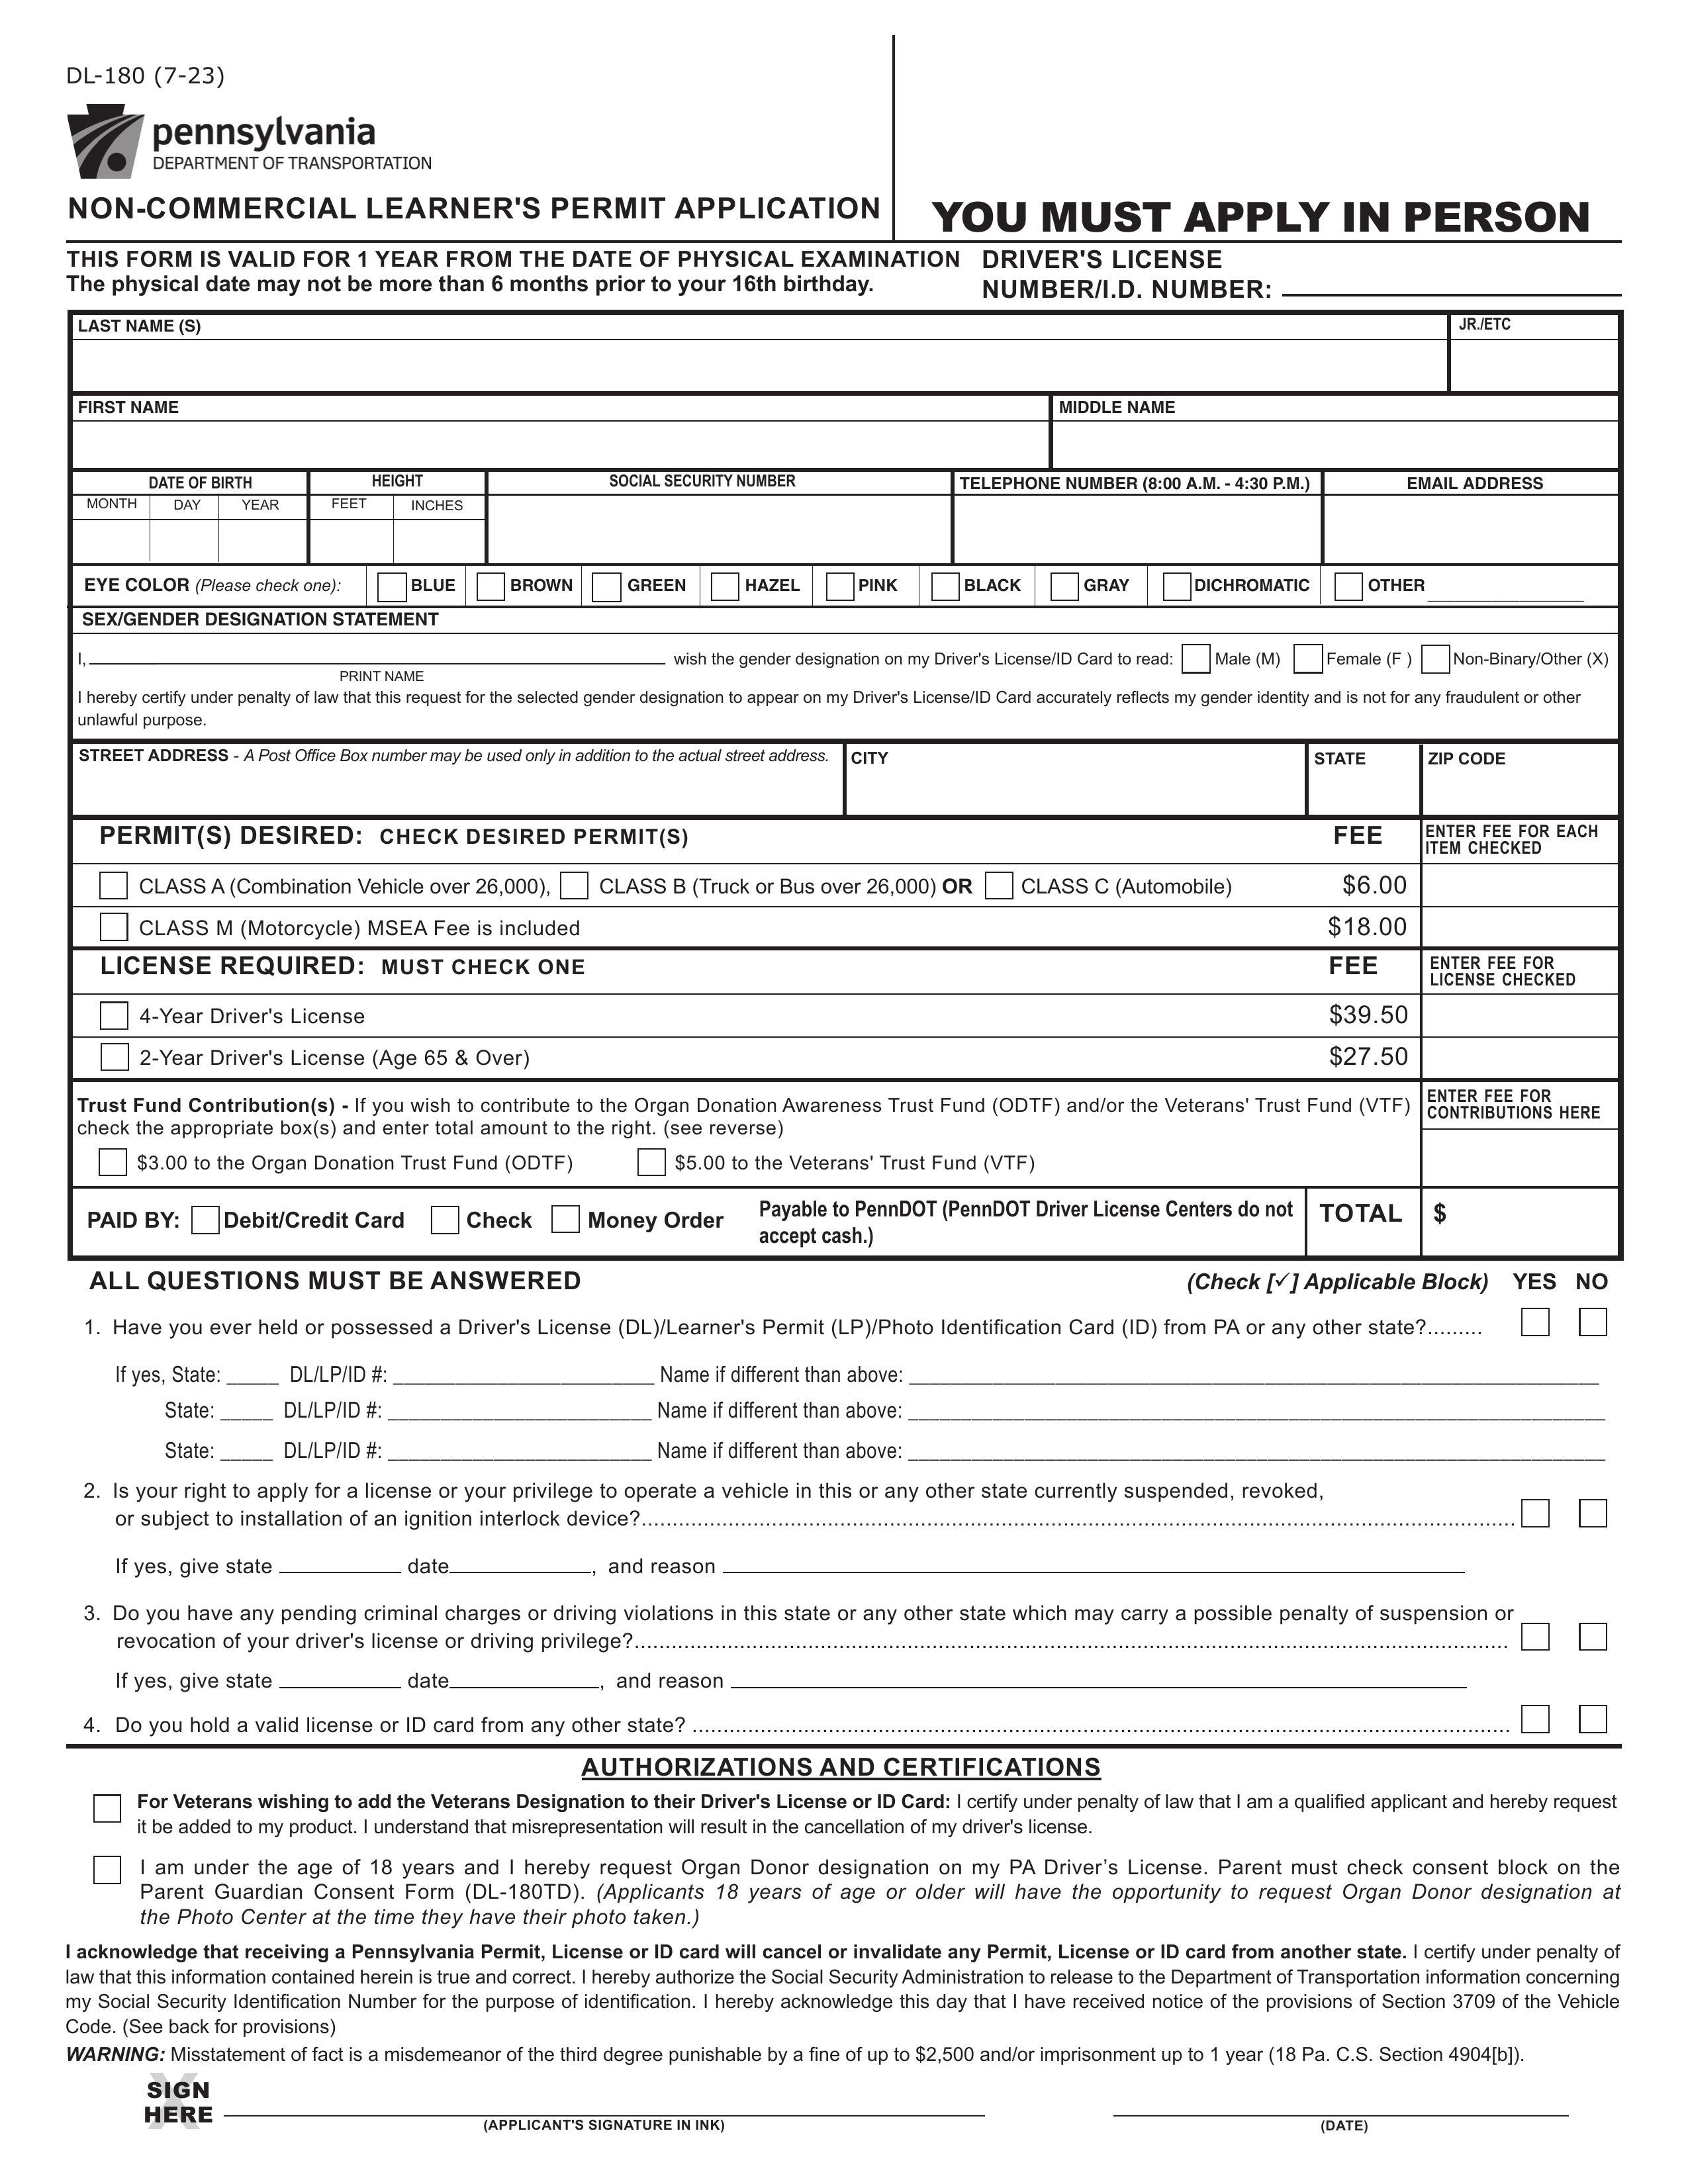 DL-180 (7-23)
pennsylvania
DEPARTMENT OF TRANSPORTATION
NON-COMMERCIAL LEARNER'S PERMIT APPLICATION
YOU MUST APPLY IN PERSON
THIS FORM IS VALID FOR 1 YEAR FROM THE DATE OF PHYSICAL EXAMINATION
The physical date may not be more than 6 months prior to your 16th birthday.
DRIVER'S LICENSE
NUMBER/I.D. NUMBER:
LAST NAME (S) JR./ETC
FIRST NAME MIDDLE NAME
DATE OF BIRTH HEIGHT SOCIAL SECURITY NUMBER TELEPHONE NUMBER (8:00 A.M. - 4:30 P.M.) EMAIL ADDRESS
MONTH DAY YEAR FEET INCHES
EYE COLOR (Please check one): BLUE BROWN GREEN HAZEL PINK BLACK GRAY DICHROMATIC OTHER
SEX/GENDER DESIGNATION STATEMENT
I, wish the gender designation on my Driver's License/ID Card to read: Male (M) Female (F ) Non-Binary/Other (X)
PRINT NAME
I hereby certify under penalty of law that this request for the selected gender designation to appear on my Driver's License/ID Card accurately reflects my gender identity and is not for any fraudulent or other
unlawful purpose.
STREET ADDRESS - A Post Office Box number may be used only in addition to the actual street address. CITY STATE ZIP CODE
PERMIT(S) DESIRED: CHECK DESIRED PERMIT(S) FEE ENTER FEE FOR EACH
ITEM CHECKED
CLASS A (Combination Vehicle over 26,000), CLASS B (Truck or Bus over 26,000) OR CLASS C (Automobile) $6.00
CLASS M (Motorcycle) MSEA Fee is included $18.00
LICENSE REQUIRED: MUST CHECK ONE FEE ENTER FEE FOR
LICENSE CHECKED
4-Year Driver's License $39.50
2-Year Driver's License (Age 65 & Over) $27.50
Trust Fund Contribution(s) - If you wish to contribute to the Organ Donation Awareness Trust Fund (ODTF) and/or the Veterans' Trust Fund (VTF)
check the appropriate box(s) and enter total amount to the right. (see reverse)
ENTER FEE FOR
CONTRIBUTIONS HERE
$3.00 to the Organ Donation Trust Fund (ODTF) $5.00 to the Veterans' Trust Fund (VTF)
PAID BY: Debit/Credit Card Check Money Order Payable to PennDOT (PennDOT Driver License Centers do not
accept cash.)
TOTAL $
ALL QUESTIONS MUST BE ANSWERED (Check [✓] Applicable Block) YES NO
1. Have you ever held or possessed a Driver's License (DL)/Learner's Permit (LP)/Photo Identification Card (ID) from PA or any other state?.........
If yes, State: _____ DL/LP/ID #: _________________________ Name if different than above: ____________________
State: _____ DL/LP/ID #: _________________________ Name if different than above: ____________________
State: _____ DL/LP/ID #: _________________________ Name if different than above: ____________________
2. Is your right to apply for a license or your privilege to operate a vehicle in this or any other state currently suspended, revoked,
or subject to installation of an ignition interlock device?..........
If yes, give state date , and reason
3. Do you have any pending criminal charges or driving violations in this state or any other state which may carry a possible penalty of suspension or
revocation of your driver's license or driving privilege?..........
If yes, give state date , and reason
4. Do you hold a valid license or ID card from any other state? ..........
AUTHORIZATIONS AND CERTIFICATIONS
For Veterans wishing to add the Veterans Designation to their Driver's License or ID Card: I certify under penalty of law that I am a qualified applicant and hereby request
it be added to my product. I understand that misrepresentation will result in the cancellation of my driver's license.
I am under the age of 18 years and I hereby request Organ Donor designation on my PA Driver’s License. Parent must check consent block on the
Parent Guardian Consent Form (DL-180TD). (Applicants 18 years of age or older will have the opportunity to request Organ Donor designation at
the Photo Center at the time they have their photo taken.)
I acknowledge that receiving a Pennsylvania Permit, License or ID card will cancel or invalidate any Permit, License or ID card from another state. I certify under penalty of
law that this information contained herein is true and correct. I hereby authorize the Social Security Administration to release to the Department of Transportation information concerning
my Social Security Identification Number for the purpose of identification. I hereby acknowledge this day that I have received notice of the provisions of Section 3709 of the Vehicle
Code. (See back for provisions)
WARNING: Misstatement of fact is a misdemeanor of the third degree punishable by a fine of up to $2,500 and/or imprisonment up to 1 year (18 Pa. C.S. Section 4904[b]).
X
SIGN
HERE
(APPLICANT'S SIGNATURE IN INK) (DATE)